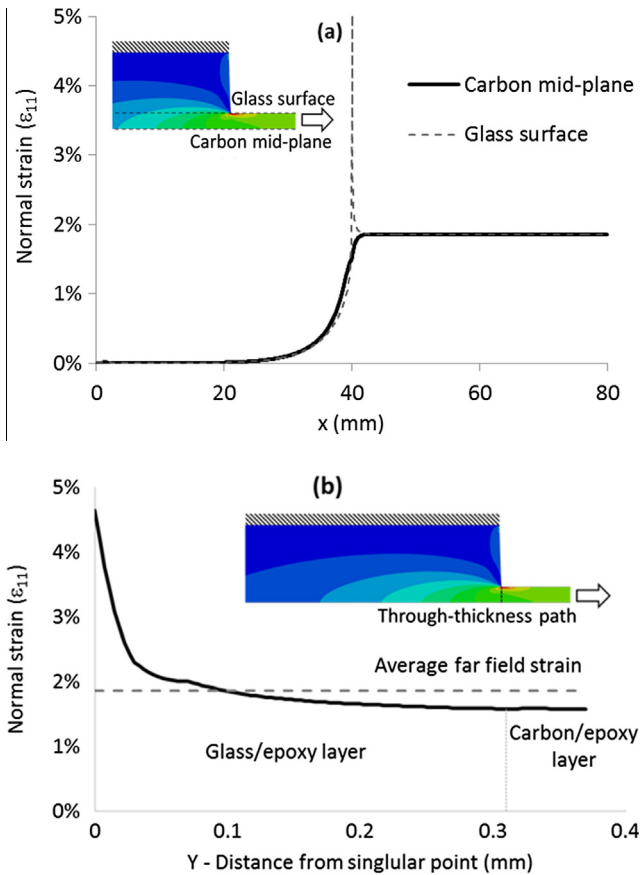 (a)
5%
4%
3%
2%
1%
0%
Normal strain (ε11)
Glass surface
Carbon mid-plane
Carbon mid-plane
Glass surface
0
20
40
60
80
x (mm)
(b)
5%
4%
3%
2%
1%
0%
Normal strain (ε11)
Through-thickness path
Average far field strain
Glass/epoxy layer
Carbon/epoxy
layer
0
0.1
0.2
0.3
0.4
Y - Distance from singlular point (mm)